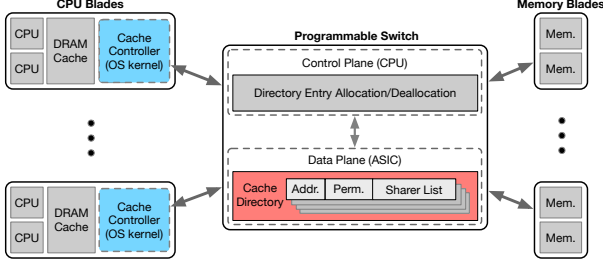 CPU Blades
CPU
CPU
DRAM
Cache
Cache
Controller
(OS kernel)
Programmable Switch
Control Plane (CPU)
Directory Entry Allocation/Deallocation
Data Plane (ASIC)
Cache
Directory
Addr.
Perm.
Sharer List
CPU
CPU
DRAM
Cache
Cache
Controller
(OS kernel)
Memory Blades
Mem.
Mem.
Mem.
Mem.